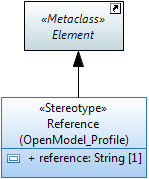 «Metaclass»
Element
«Stereotype»
Reference
(OpenModel_Profile)
+ reference: String [1]